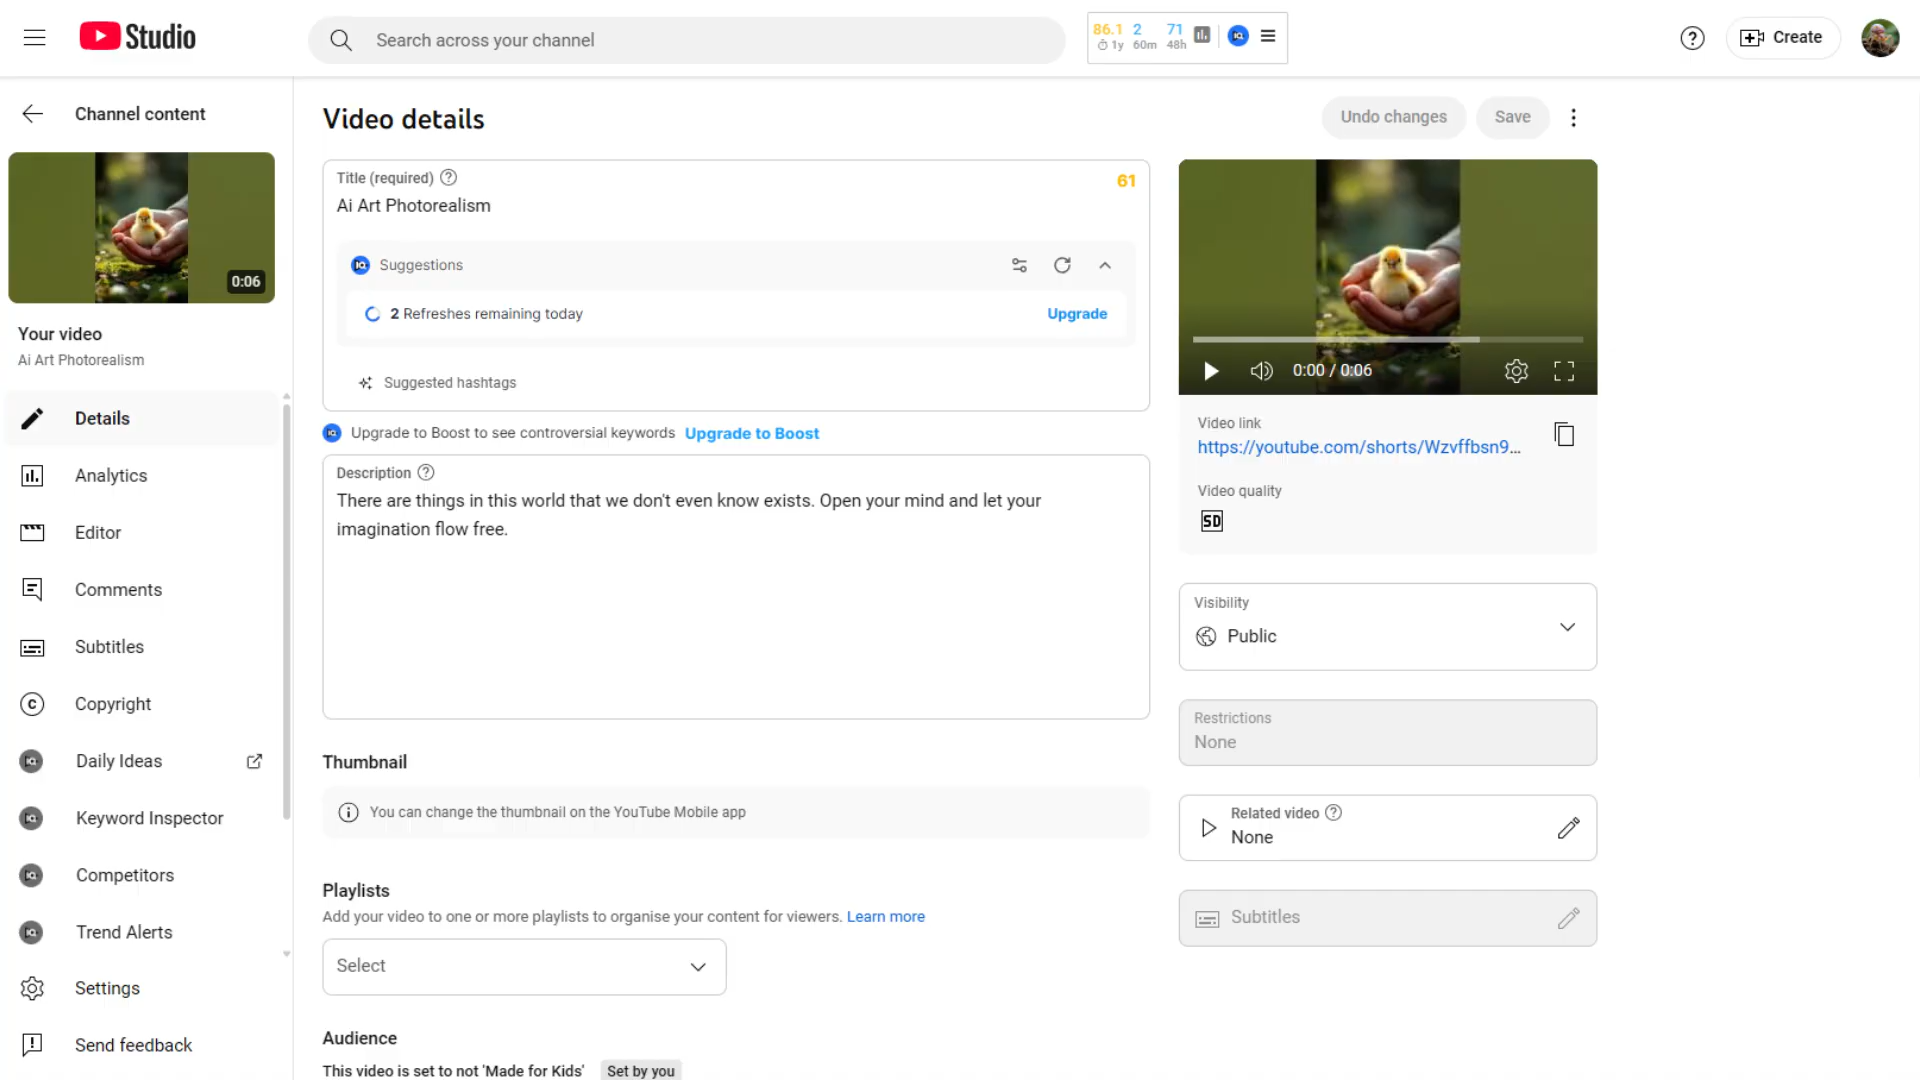 Studio
Search across your channel
86.1 2 71
1y 60m 48h
Create
Channel content
0:06
Your video
Ai Art Photorealism
Details
Analytics
Editor
Comments
Subtitles
Copyright
Daily Ideas
Keyword Inspector
Competitors
Trend Alerts
Settings
Send feedback
Video details
Undo changes
Save
Title (required)
61
Ai Art Photorealism
Suggestions
2 Refreshes remaining today
Upgrade
Suggested hashtags
Upgrade to Boost to see controversial keywords Upgrade to Boost
Description
There are things in this world that we don't even know exists. Open your mind and let your
imagination flow free.
Thumbnail
You can change the thumbnail on the YouTube Mobile app
Playlists
Add your video to one or more playlists to organise your content for viewers. Learn more
Select
Audience
This video is set to not 'Made for Kids' Set by you
0:00 / 0:06
Video link
https://youtube.com/shorts/Wzvffbsn9...
Video quality
SD
Visibility
Public
Restrictions
None
Related video
None
Subtitles